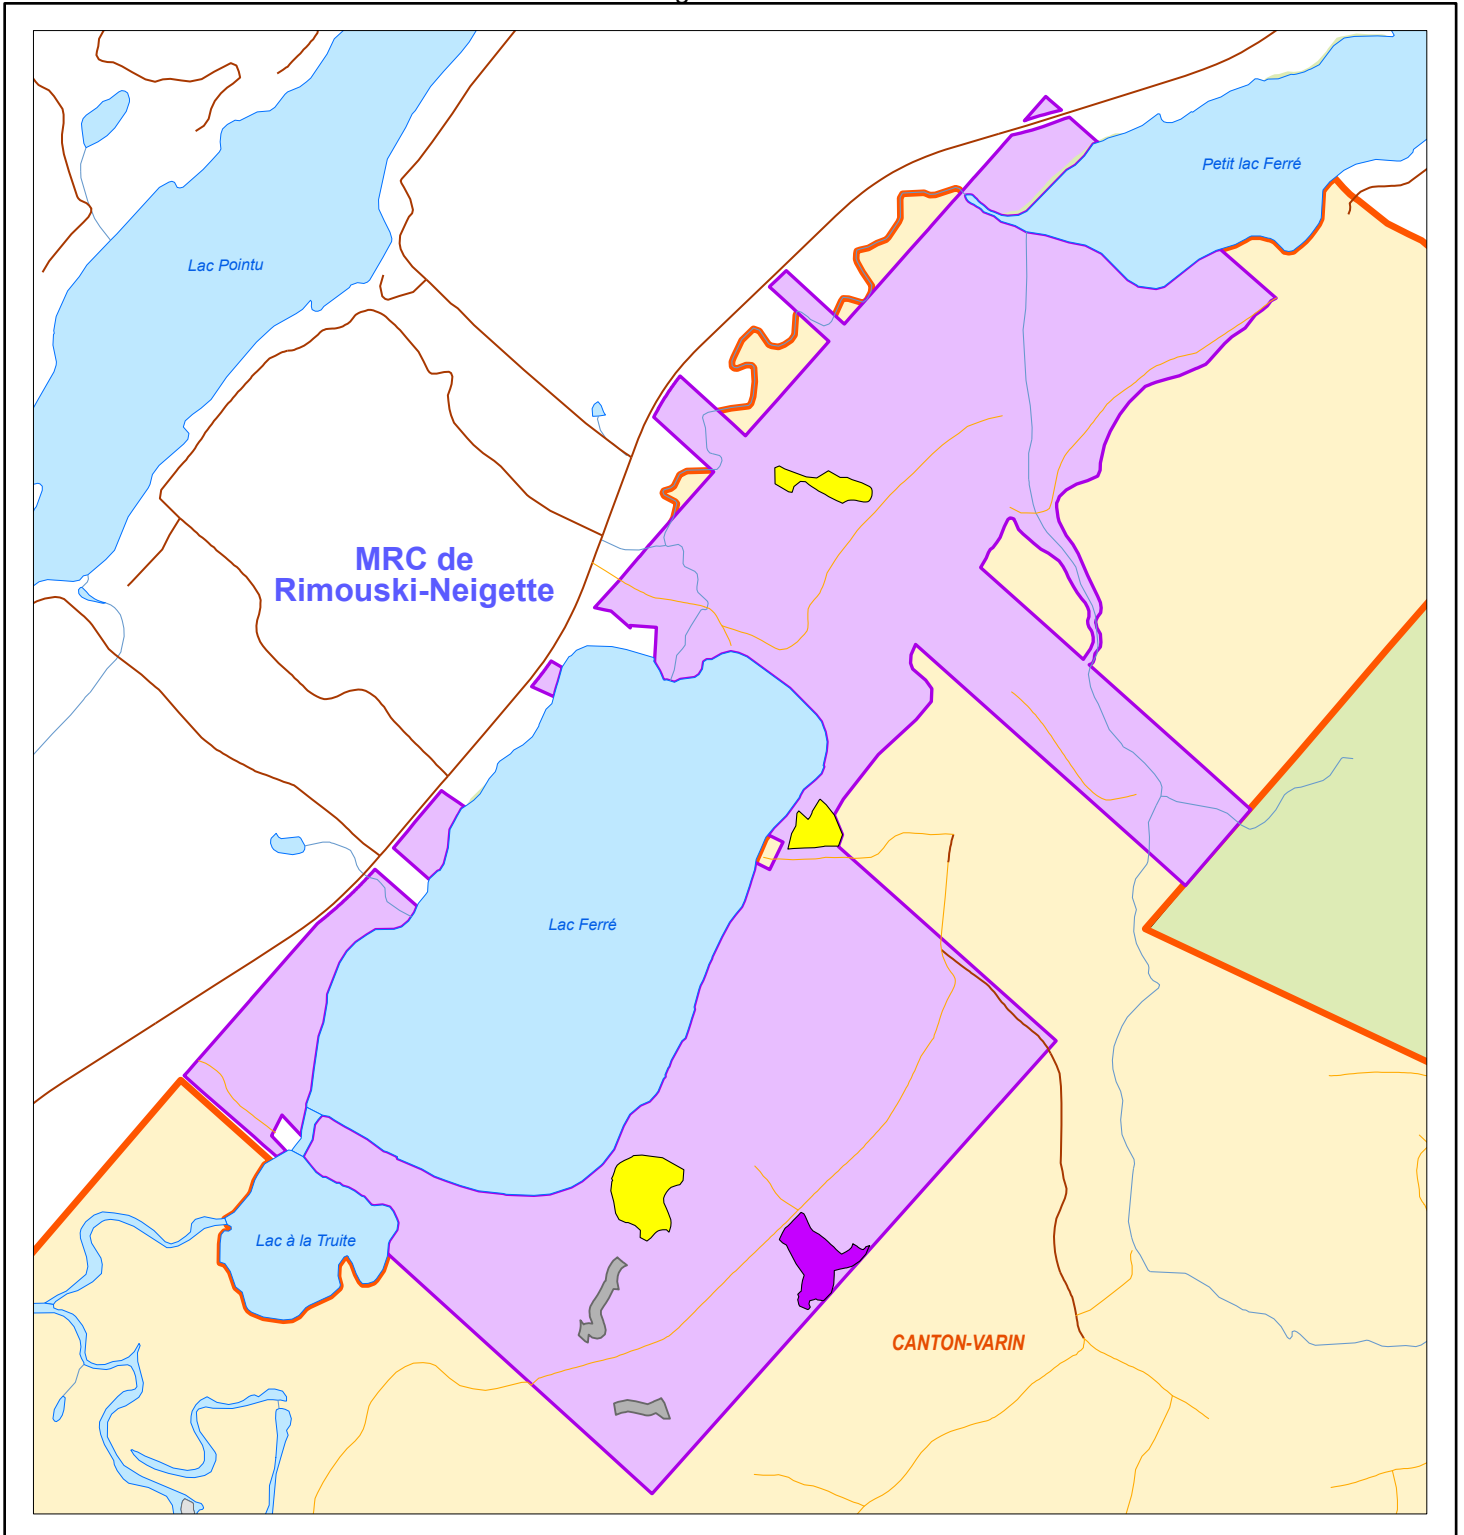 Petit lac Ferré
Lac Pointu
MRC de
Rimouski-Neigette
Lac Ferré
Lac à la Truite
CANTON-VARIN